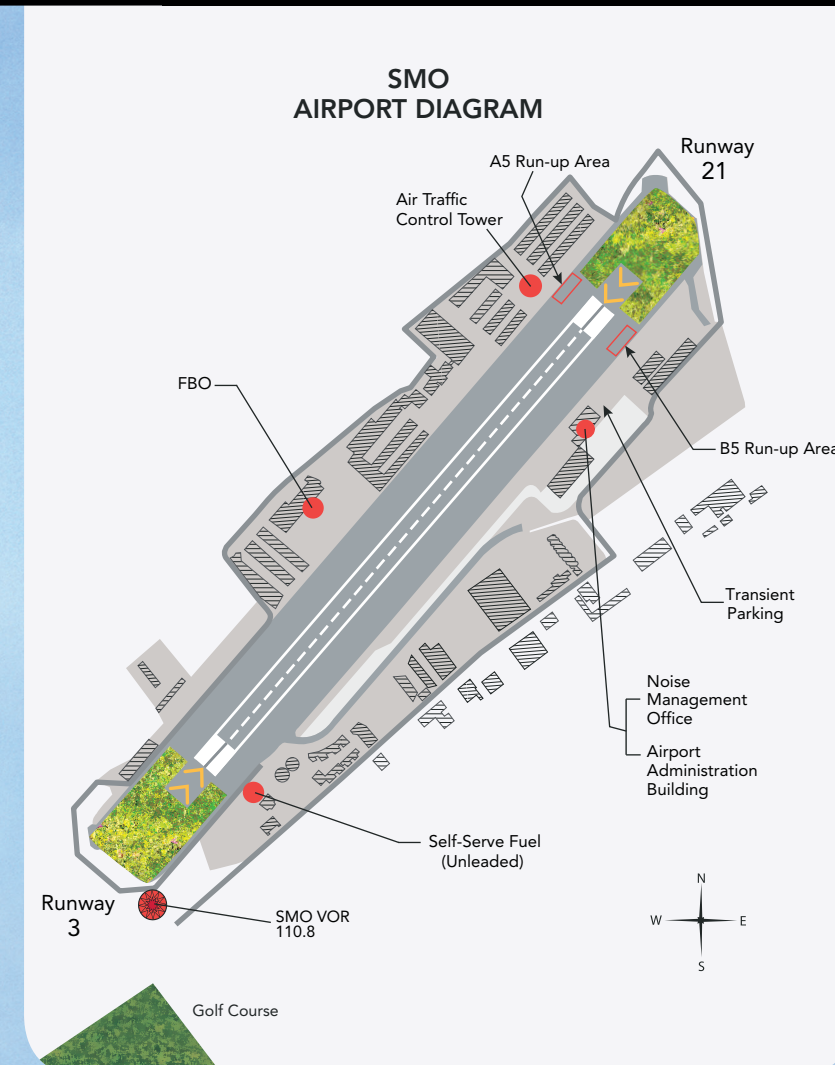 SMO
AIRPORT DIAGRAM
Runway
21
A5 Run-up Area
Air Traffic
Control Tower
FBO
B5 Run-up Area
Transient
Parking
Noise
Management
Office
Airport
Administration
Building
Self-Serve Fuel
(Unleaded)
Runway
3
SMO VOR
110.8
N
W
E
S
Golf Course